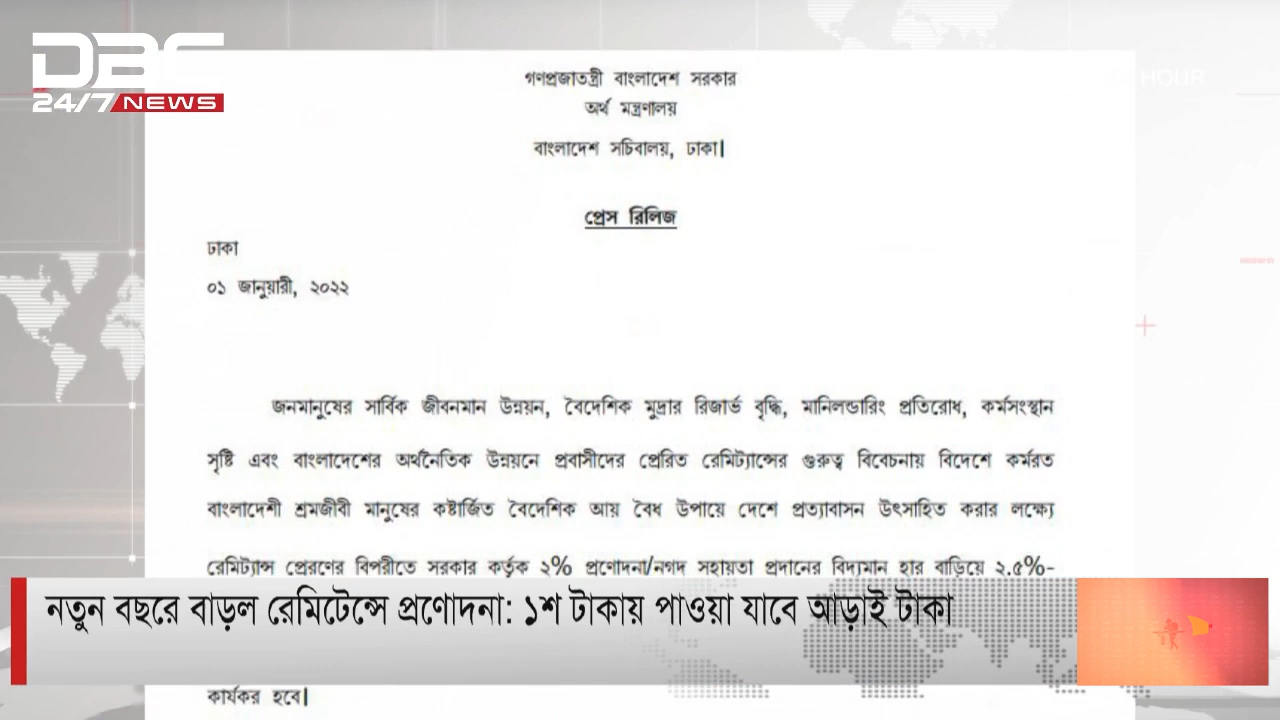 DBC
24/7 NEWS
HOUR
গণপ্রজাতন্ত্রী বাংলাদেশ সরকার
অর্থ মন্ত্রণালয়
বাংলাদেশ সচিবালয়, ঢাকা|
প্রেস রিলিজ
ঢাকা
০১ জানুয়ারী, ২০২২
জনমানুষের সার্বিক জীবনমান উন্নয়ন, বৈদেশিক মুদ্রার রিজার্ভ বৃদ্ধি, মানিলন্ডারিং প্রতিরোধ, কর্মসংস্থান
সৃষ্টি এবং বাংলাদেশের অর্থনৈতিক উন্নয়নে প্রবাসীদের প্রেরিত রেমিট্যান্সের গুরুত্ব বিবেচনায় বিদেশে কর্মরত
বাংলাদেশী শ্রমজীবী মানুষের কষ্টার্জিত বৈদেশিক আয় বৈধ উপায়ে দেশে প্রত্যাবাসন উৎসাহিত করার লক্ষ্যে
রেমিট্যান্স প্রেরণের বিপরীতে সরকার কর্তৃক ২% প্রণোদনা/নগদ সহায়তা প্রদানের বিদ্যমান হার বাড়িয়ে ২.৫%-
নতুন বছরে বাড়ল রেমিটেন্সে প্রণোদনা: ১শ টাকায় পাওয়া যাবে আড়াই টাকা
কার্যকর হবে|